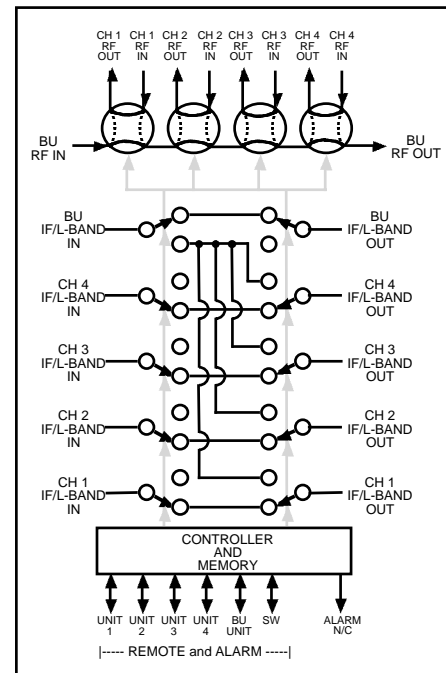 CH 1 CH 1 CH 2 CH 2 CH 3 CH 3 CH 4 CH 4
RF RF RF RF RF RF RF RF
OUT IN OUT IN OUT IN OUT IN
BU BU
RF IN RF OUT
BU BU
IF/L-BAND IF/L-BAND
IN OUT
CH 4 CH 4
IF/L-BAND IF/L-BAND
IN OUT
CH 3 CH 3
IF/L-BAND IF/L-BAND
IN OUT
CH 2 CH 2
IF/L-BAND IF/L-BAND
IN OUT
CH 1 CH 1
IF/L-BAND IF/L-BAND
IN OUT
CONTROLLER
AND
MEMORY
UNIT UNIT UNIT UNIT BU SW ALARM
1 2 3 4 UNIT N/C
|----- REMOTE and ALARM -----|